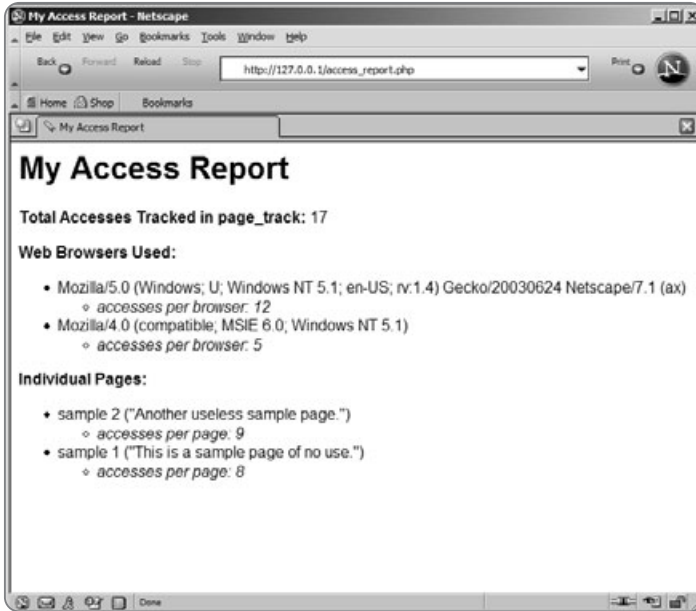 My Access Report - Netscape
File Edit View Go Bookmarks Tools Window Help
Back Forward Reload Stop http://127.0.0.1/access_report.php Print N
Home Shop Bookmarks
My Access Report
My Access Report
Total Accesses Tracked in page_track: 17
Web Browsers Used:
• Mozilla/5.0 (Windows; U; Windows NT 5.1; en-US; rv:1.4) Gecko/20030624 Netscape/7.1 (ax)
◦ accesses per browser: 12
• Mozilla/4.0 (compatible; MSIE 6.0; Windows NT 5.1)
◦ accesses per browser: 5
Individual Pages:
• sample 2 ("Another useless sample page.")
◦ accesses per page: 9
• sample 1 ("This is a sample page of no use.")
◦ accesses per page: 8
Done